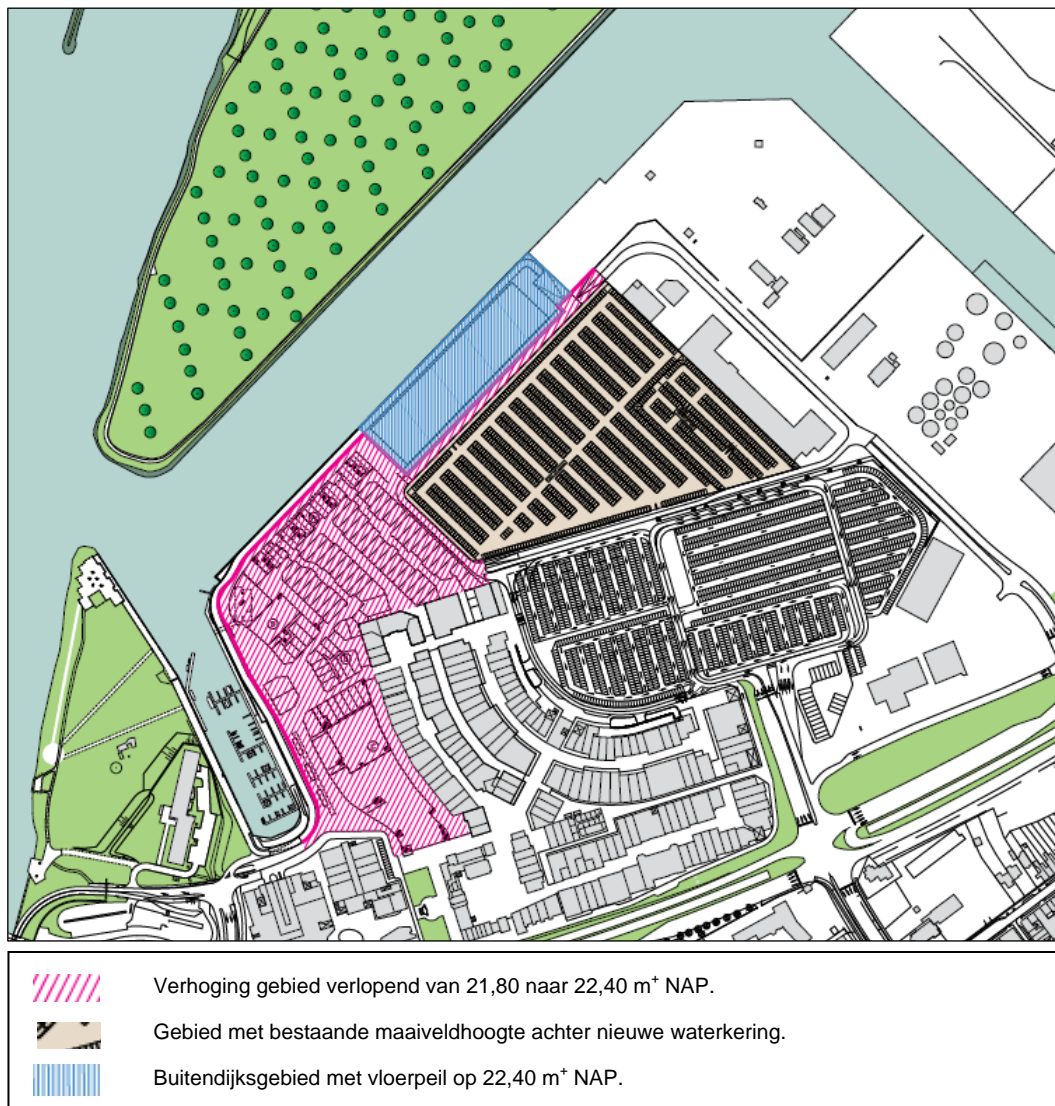 Verhoging gebied verlopend van 21,80 naar 22,40 m⁺ NAP.
Gebied met bestaande maaiveldhoogte achter nieuwe waterkering.
Buitendijksgebied met vloerpeil op 22,40 m⁺ NAP.